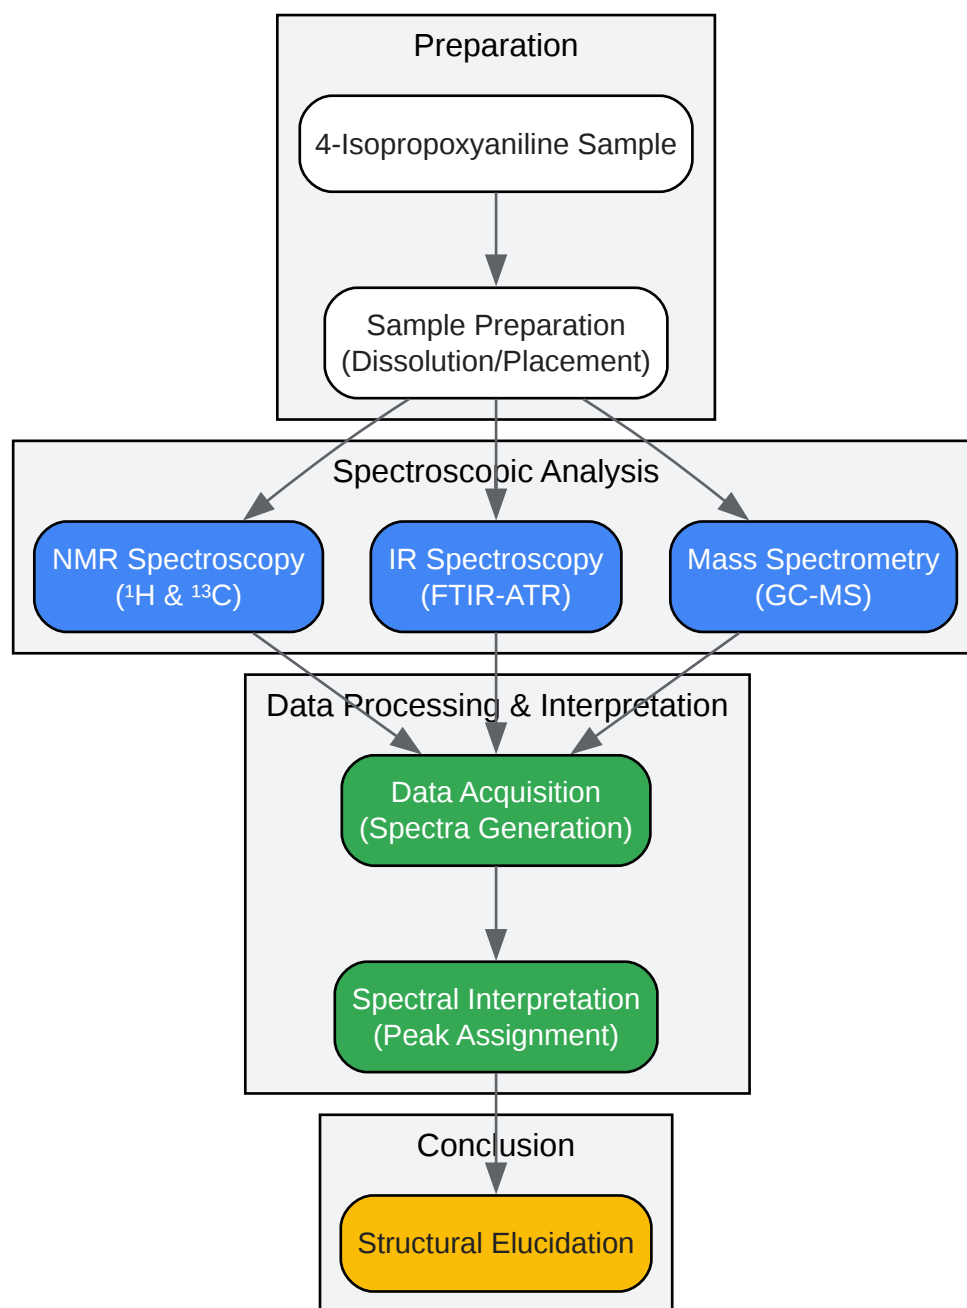 Preparation
4-Isopropoxyaniline Sample
Sample Preparation
(Dissolution/Placement)
Spectroscopic Analysis
NMR Spectroscopy
(¹H & ¹³C)
IR Spectroscopy
(FTIR-ATR)
Mass Spectrometry
(GC-MS)
Data Processing & Interpretation
Data Acquisition
(Spectra Generation)
Spectral Interpretation
(Peak Assignment)
Conclusion
Structural Elucidation